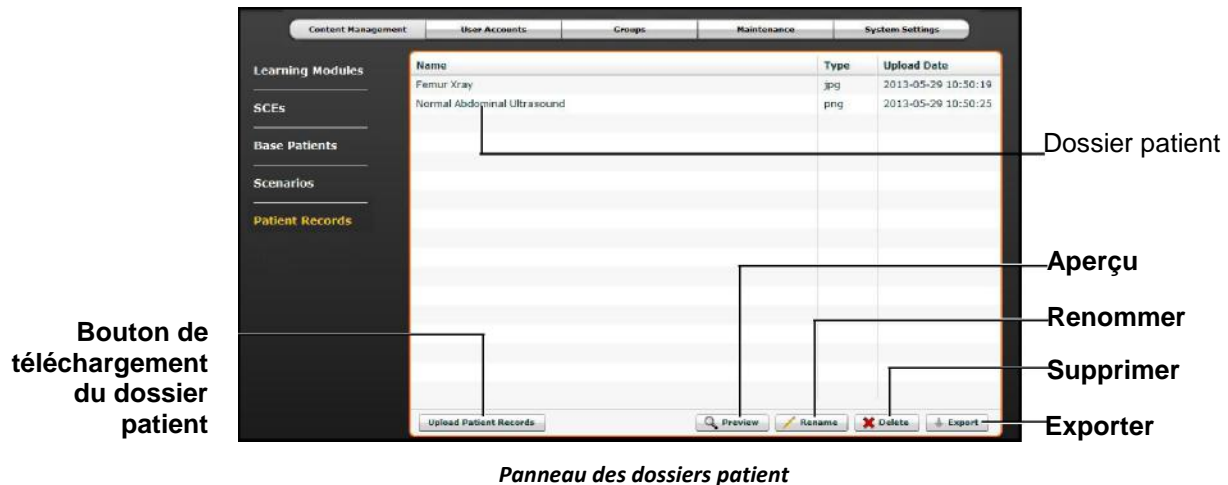 Content Management User Accounts Groups Maintenance System Settings
Learning Modules
SCEs
Base Patients
Scenarios
Patient Records
Name Type Upload Date
Femur Xray jpg 2013-05-29 10:50:19
Normal Abdominal Ultrasound png 2013-05-29 10:50:25
Upload Patient Records Preview Rename Delete Export
Dossier patient
Aperçu
Renommer
Supprimer
Exporter
Bouton de
téléchargement
du dossier
patient
Panneau des dossiers patient